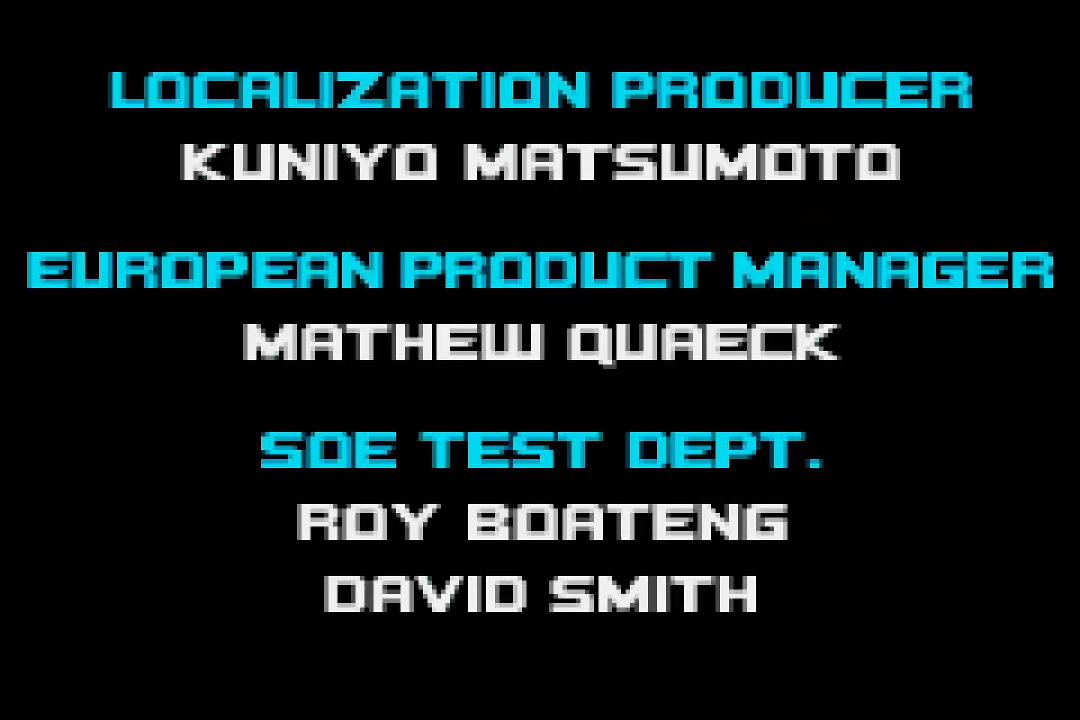 LOCALIZATION PRODUCER
KUNIYO MATSUMOTO
EUROPEAN PRODUCT MANAGER
MATHEW QUAECK
SOE TEST DEPT.
ROY BOATENG
DAVID SMITH